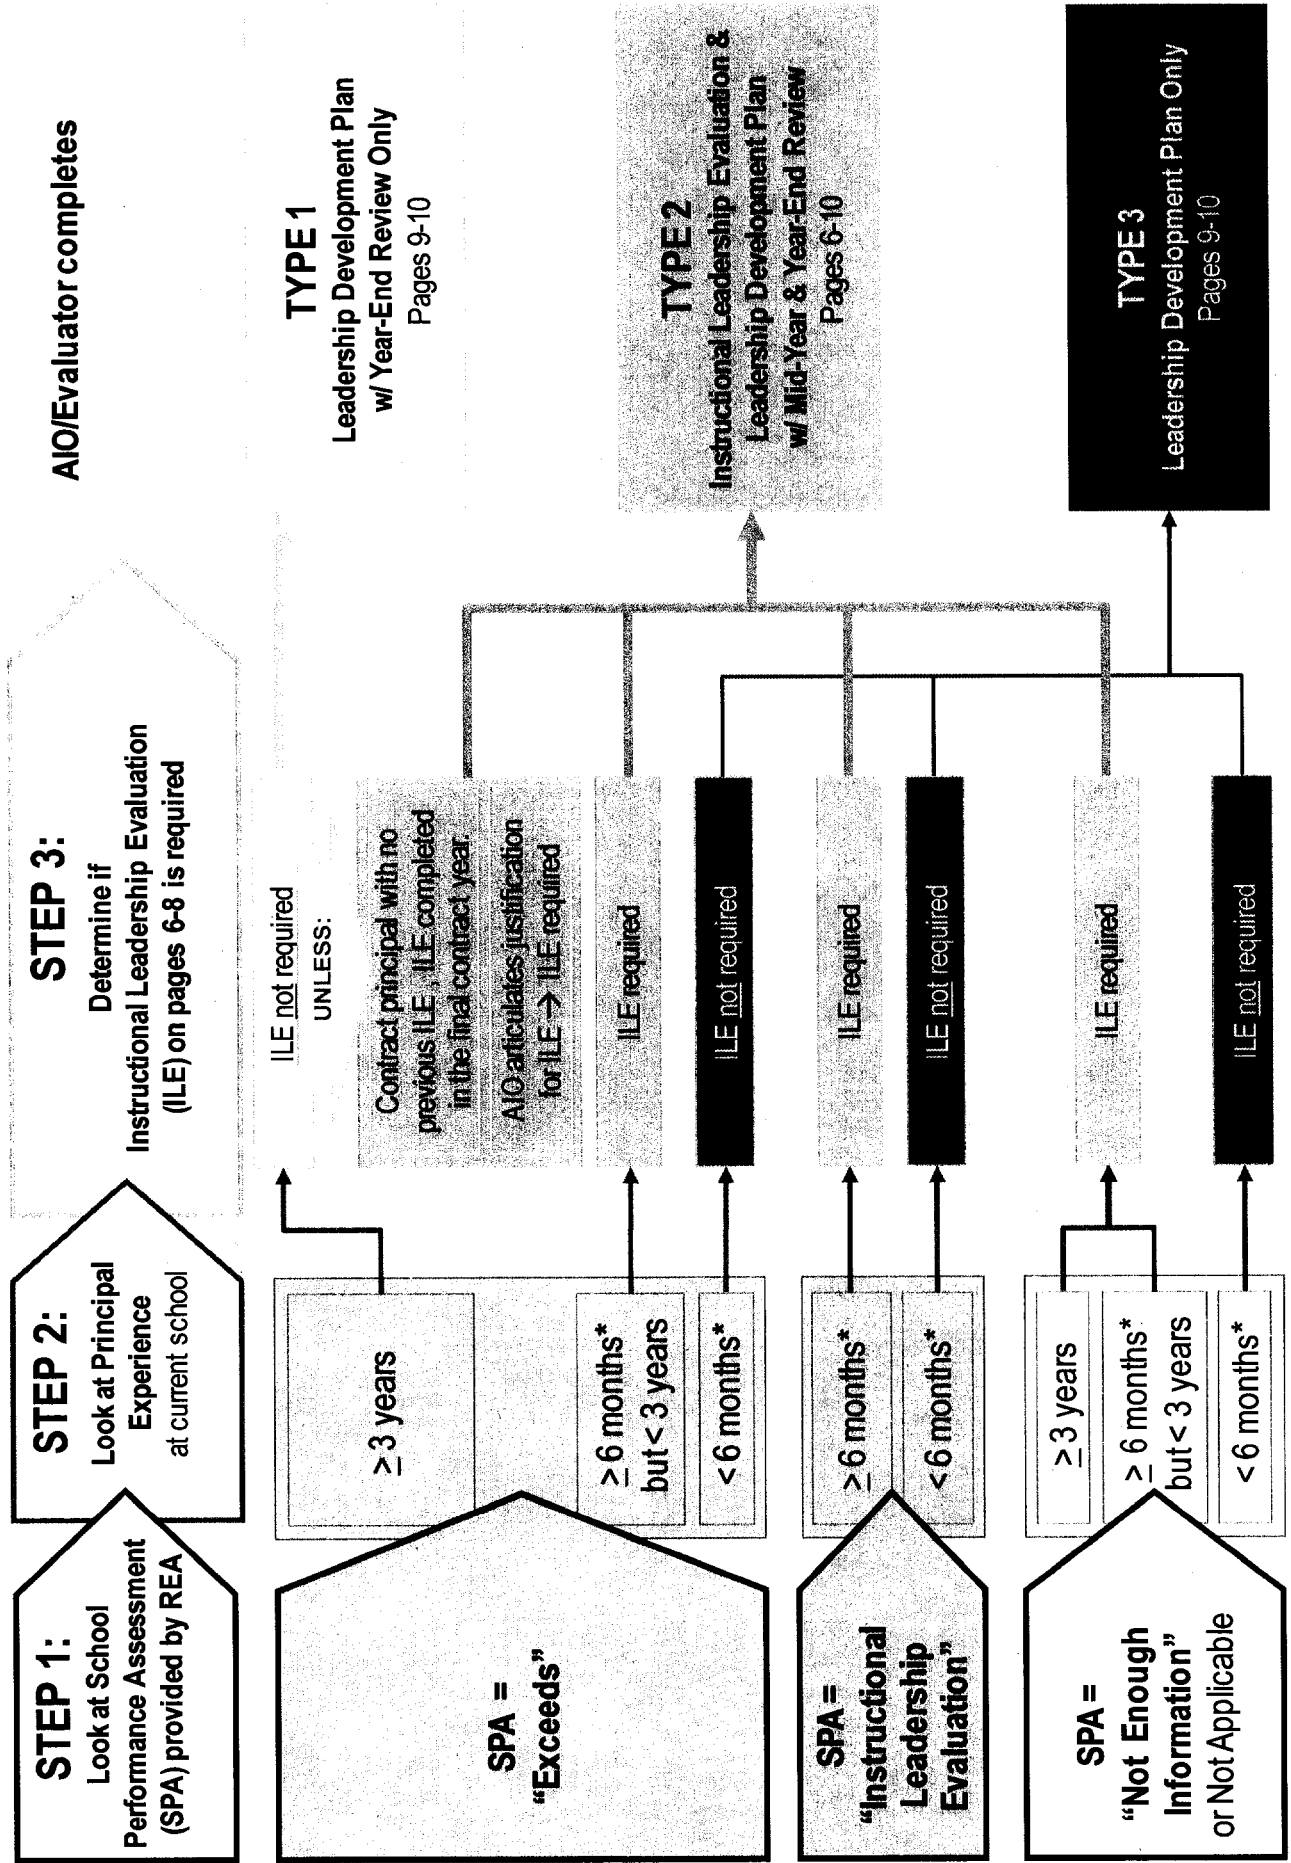 STEP 1:
Look at School
Performance Assessment
(SPA) provided by REA
STEP 2:
Look at Principal
Experience
at current school
STEP 3:
Determine if
Instructional Leadership Evaluation
(ILE) on pages 6-8 is required
AIO/Evaluator completes
SPA =
“Exceeds”
≥ 3 years
≥ 6 months*
but < 3 years
< 6 months*
ILE not required
UNLESS:
Contract principal with no
previous ILE, ILE completed
in the final contract year.
AIO articulates justification
for ILE → ILE required
ILE required
ILE not required
SPA =
“Instructional
Leadership
Evaluation”
≥ 6 months*
< 6 months*
ILE required
ILE not required
SPA =
“Not Enough
Information”
or Not Applicable
≥ 3 years
≥ 6 months*
but < 3 years
< 6 months*
ILE required
ILE not required
TYPE 1
Leadership Development Plan
w/ Year-End Review Only
Pages 9-10
TYPE 2
Instructional Leadership Evaluation &
Leadership Development Plan
w/ Mid-Year & Year-End Review
Pages 6-10
TYPE 3
Leadership Development Plan Only
Pages 9-10